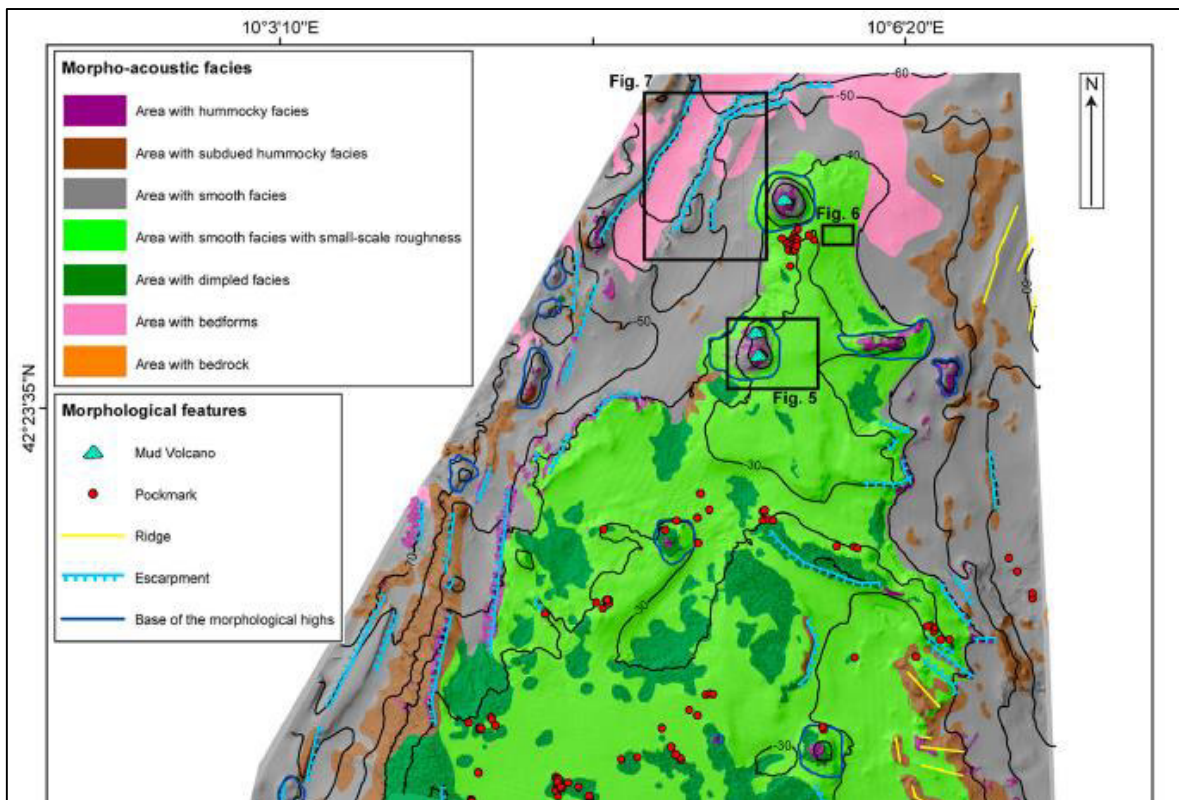 10°3'10"E
10°6'20"E
Morpho-acoustic facies
Area with hummocky facies
Area with subdued hummocky facies
Area with smooth facies
Area with smooth facies with small-scale roughness
Area with dimpled facies
Area with bedforms
Area with bedrock
Fig. 7
-60
-50
N
-40
Fig. 6
-50
-60
42°23'35"N
Fig. 5
Morphological features
Mud Volcano
Pockmark
Ridge
Escarpment
Base of the morphological highs
-30
-70
-30
-30